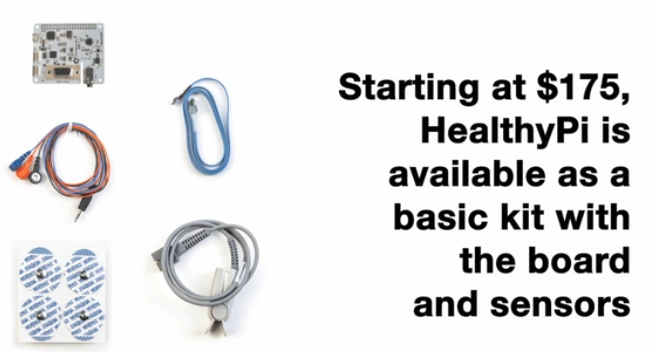 Starting at $175,
HealthyPi is
available as a
basic kit with
the board
and sensors